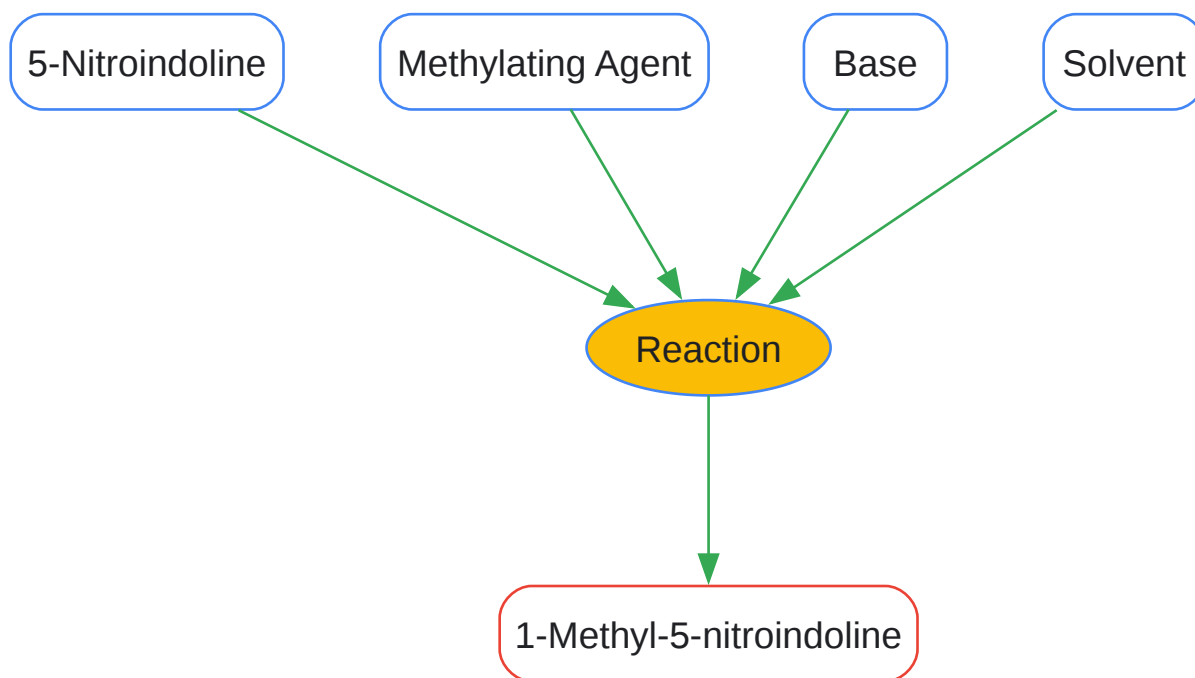 5-Nitroindoline
Methylating Agent
Base
Solvent
Reaction
1-Methyl-5-nitroindoline